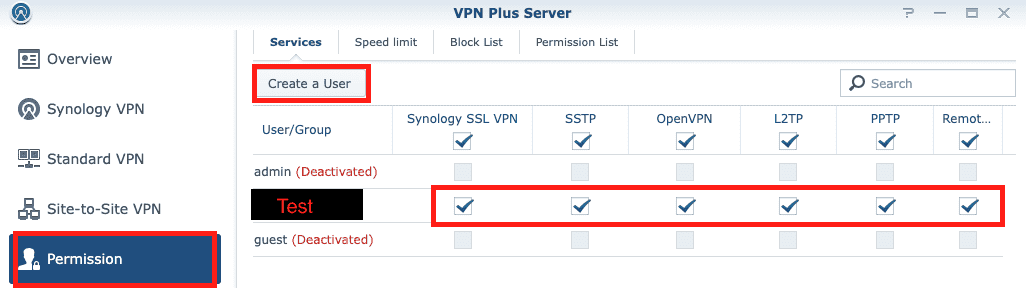 VPN Plus Server
Overview
Synology VPN
Standard VPN
Site-to-Site VPN
Permission
Services Speed limit Block List Permission List
Create a User Search
User/Group Synology SSL VPN SSTP OpenVPN L2TP PPTP Remot...
admin (Deactivated)
Test
guest (Deactivated)